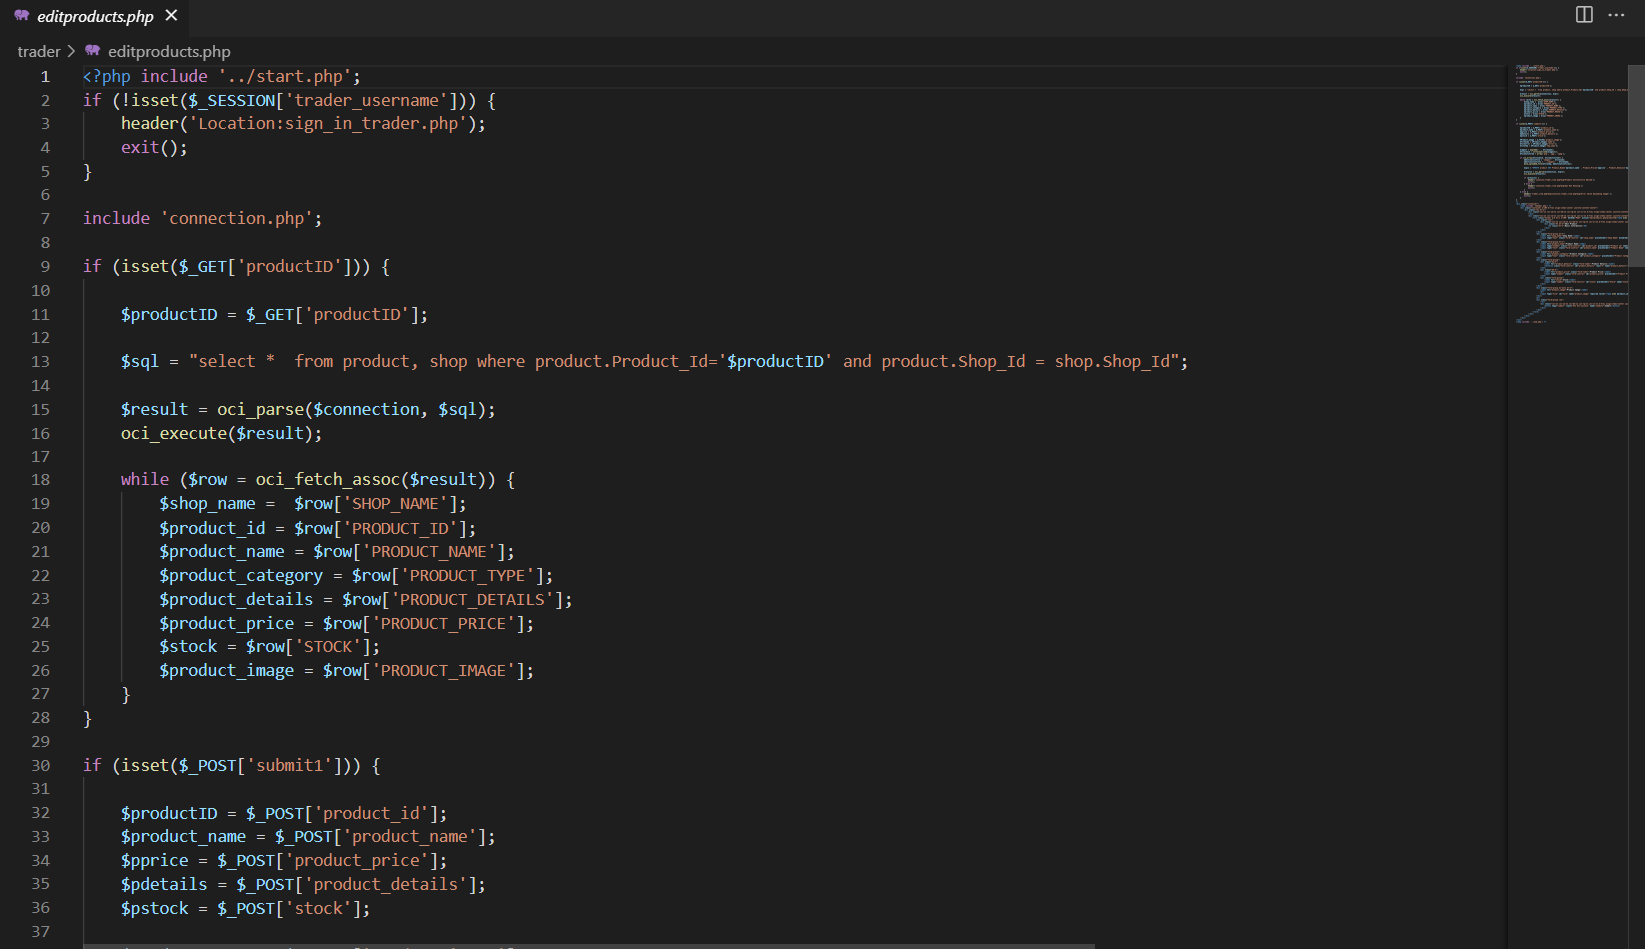 editproducts.php
trader > editproducts.php
1 <?php include '../start.php';
2 if (!isset($_SESSION['trader_username'])) {
3     header('Location:sign_in_trader.php');
4     exit();
5 }
6
7 include 'connection.php';
8
9 if (isset($_GET['productID'])) {
10
11     $productID = $_GET['productID'];
12
13     $sql = "select *  from product, shop where product.Product_Id='$productID' and product.Shop_Id = shop.Shop_Id";
14
15     $result = oci_parse($connection, $sql);
16     oci_execute($result);
17
18     while ($row = oci_fetch_assoc($result)) {
19         $shop_name =  $row['SHOP_NAME'];
20         $product_id = $row['PRODUCT_ID'];
21         $product_name = $row['PRODUCT_NAME'];
22         $product_category = $row['PRODUCT_TYPE'];
23         $product_details = $row['PRODUCT_DETAILS'];
24         $product_price = $row['PRODUCT_PRICE'];
25         $stock = $row['STOCK'];
26         $product_image = $row['PRODUCT_IMAGE'];
27     }
28 }
29
30 if (isset($_POST['submit1'])) {
31
32     $productID = $_POST['product_id'];
33     $product_name = $_POST['product_name'];
34     $pprice = $_POST['product_price'];
35     $pdetails = $_POST['product_details'];
36     $pstock = $_POST['stock'];
37